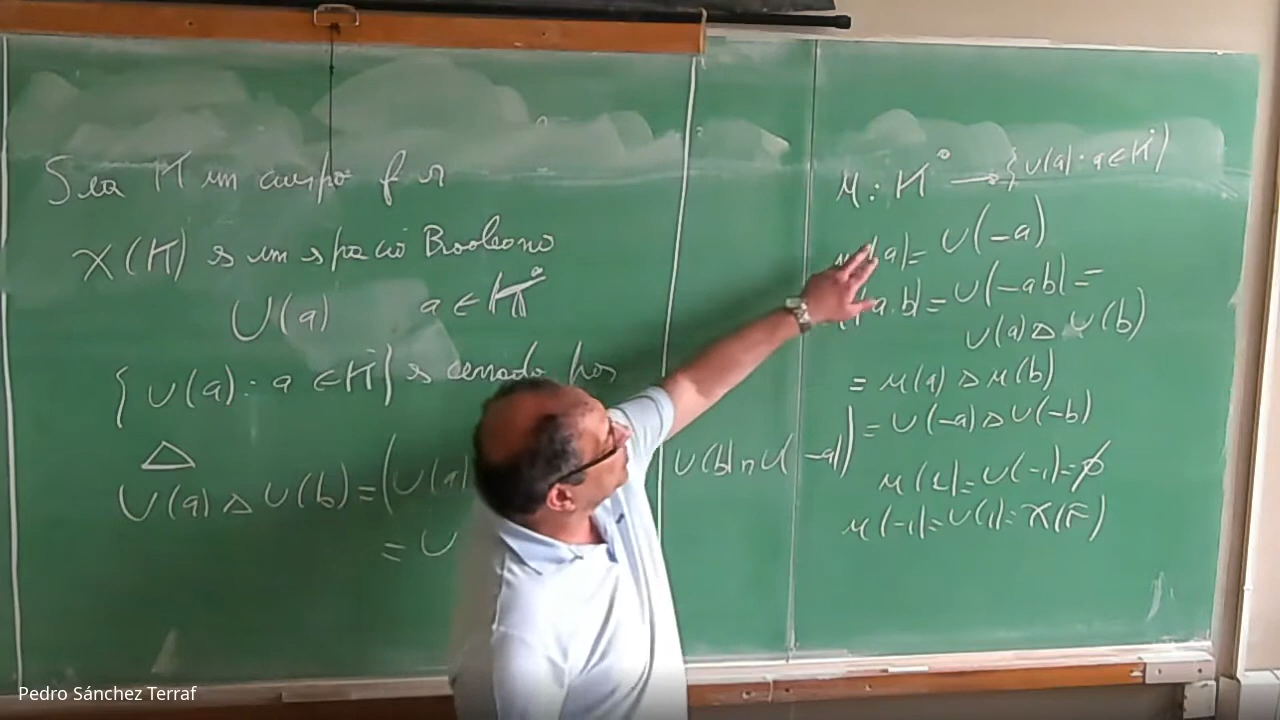 Sea K un cuerpo f r
X(K) es un espacio Booleano
U(a) a ∈ K̇
{U(a) : a ∈ K̇} es cerrado por
Δ
U(a) Δ U(b) = (U(a) U(b) ∩ U(-a))
= U
μ : K̇ → {U(a) : a ∈ K̇}
(a) = U(-a)
(a.b) = U(-ab) =
U(a) Δ U(b)
= μ(a) Δ μ(b)
= U(-a) Δ U(-b)
μ(1) = U(-1) = ∅
μ(-1) = U(1) = X(F)
Pedro Sánchez Terraf